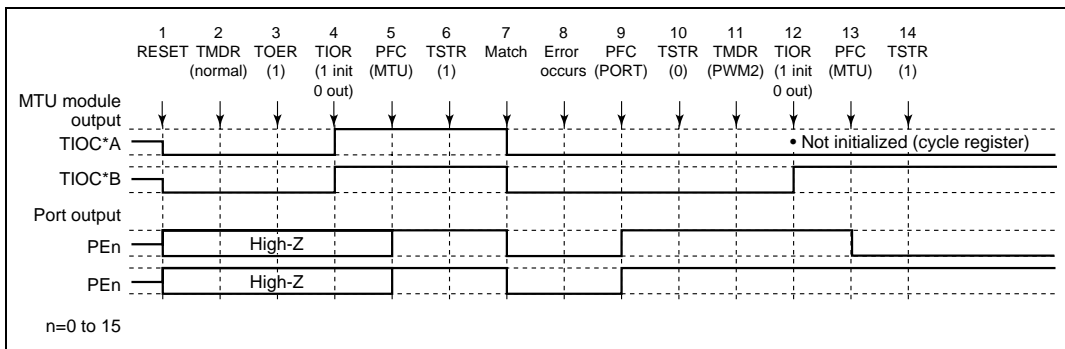 1 2 3 4 5 6 7 8 9 10 11 12 13 14
RESET TMDR TOER TIOR PFC TSTR Match Error PFC TSTR TMDR TIOR PFC TSTR
(normal) (1) (1 init (MTU) (1) occurs (PORT) (0) (PWM2) (1 init (MTU) (1)
0 out) 0 out)
MTU module
output
TIOC*A
• Not initialized (cycle register)
TIOC*B
Port output
PEn
High-Z
PEn
High-Z
n=0 to 15